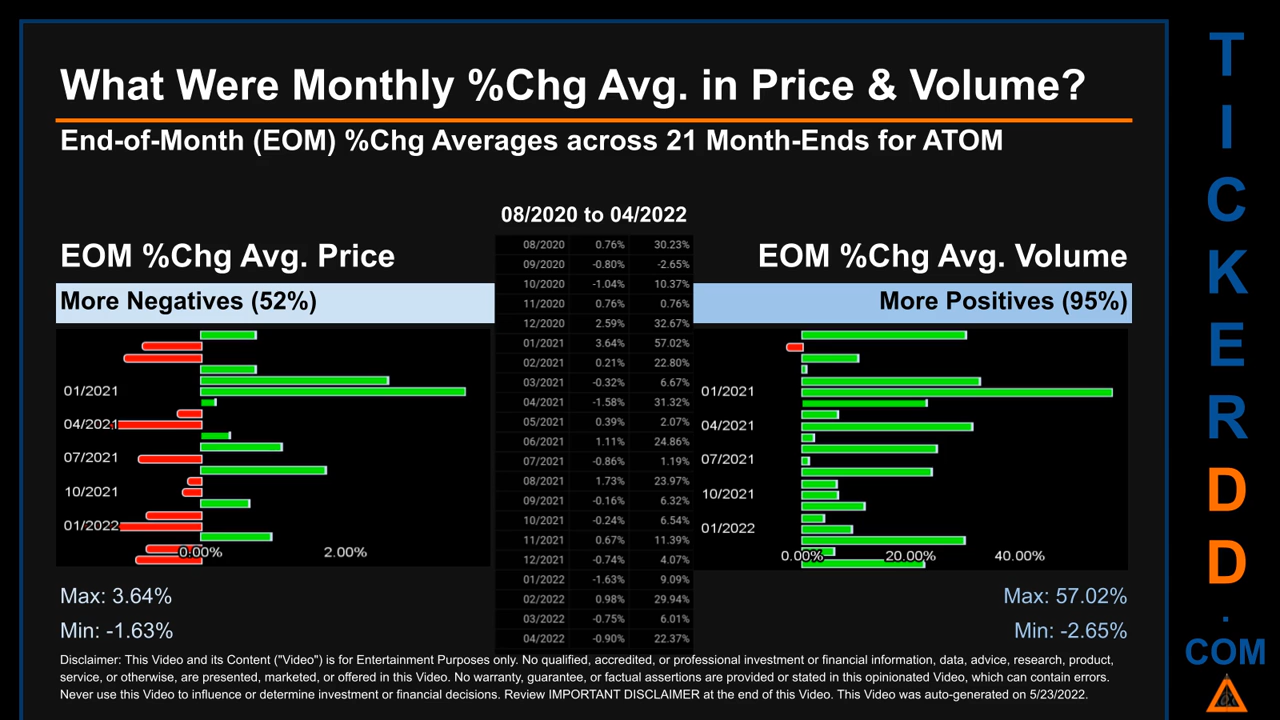 What Were Monthly %Chg Avg. in Price & Volume?
End-of-Month (EOM) %Chg Averages across 21 Month-Ends for ATOM
08/2020 to 04/2022
EOM %Chg Avg. Price
EOM %Chg Avg. Volume
More Negatives (52%)
More Positives (95%)
08/2020 0.76% 30.23%
09/2020 -0.80% -2.65%
10/2020 -1.04% 10.37%
11/2020 0.76% 0.76%
12/2020 2.59% 32.67%
01/2021 3.64% 57.02%
02/2021 0.21% 22.80%
03/2021 -0.32% 6.67%
04/2021 -1.58% 31.32%
05/2021 0.39% 2.07%
06/2021 1.11% 24.86%
07/2021 -0.86% 1.19%
08/2021 1.73% 23.97%
09/2021 -0.16% 6.32%
10/2021 -0.24% 6.54%
11/2021 0.67% 11.39%
12/2021 -0.74% 4.07%
01/2022 -1.63% 9.09%
02/2022 0.98% 29.94%
03/2022 -0.75% 6.01%
04/2022 -0.90% 22.37%
01/2021
04/2021
07/2021
10/2021
01/2022
0.00% 2.00%
01/2021
04/2021
07/2021
10/2021
01/2022
0.00% 20.00% 40.00%
Max: 3.64%
Min: -1.63%
Max: 57.02%
Min: -2.65%
Disclaimer: This Video and its Content ("Video") is for Entertainment Purposes only. No qualified, accredited, or professional investment or financial information, data, advice, research, product,
service, or otherwise, are presented, marketed, or offered in this Video. No warranty, guarantee, or factual assertions are provided or stated in this opinionated Video, which can contain errors.
Never use this Video to influence or determine investment or financial decisions. Review IMPORTANT DISCLAIMER at the end of this Video. This Video was auto-generated on 5/23/2022.
T
I
C
K
E
R
D
D
.
COM